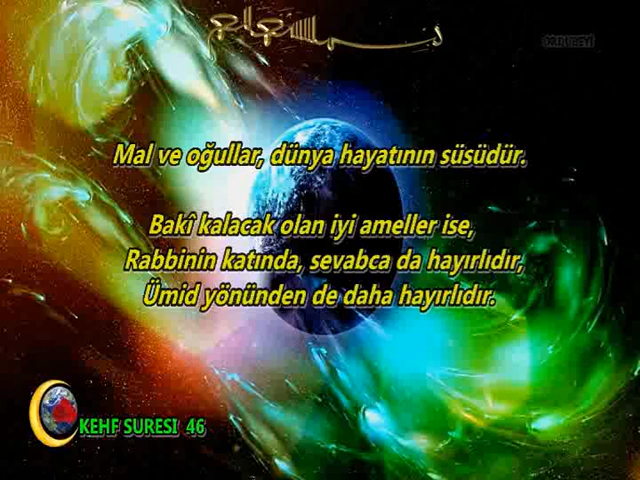 Mal ve oğullar, dünya hayatının süsüdür.
Bakî kalacak olan iyi ameller ise,
Rabbinin katında, sevabca da hayırlıdır,
Ümid yönünden de daha hayırlıdır.
KEHF SURESI 46